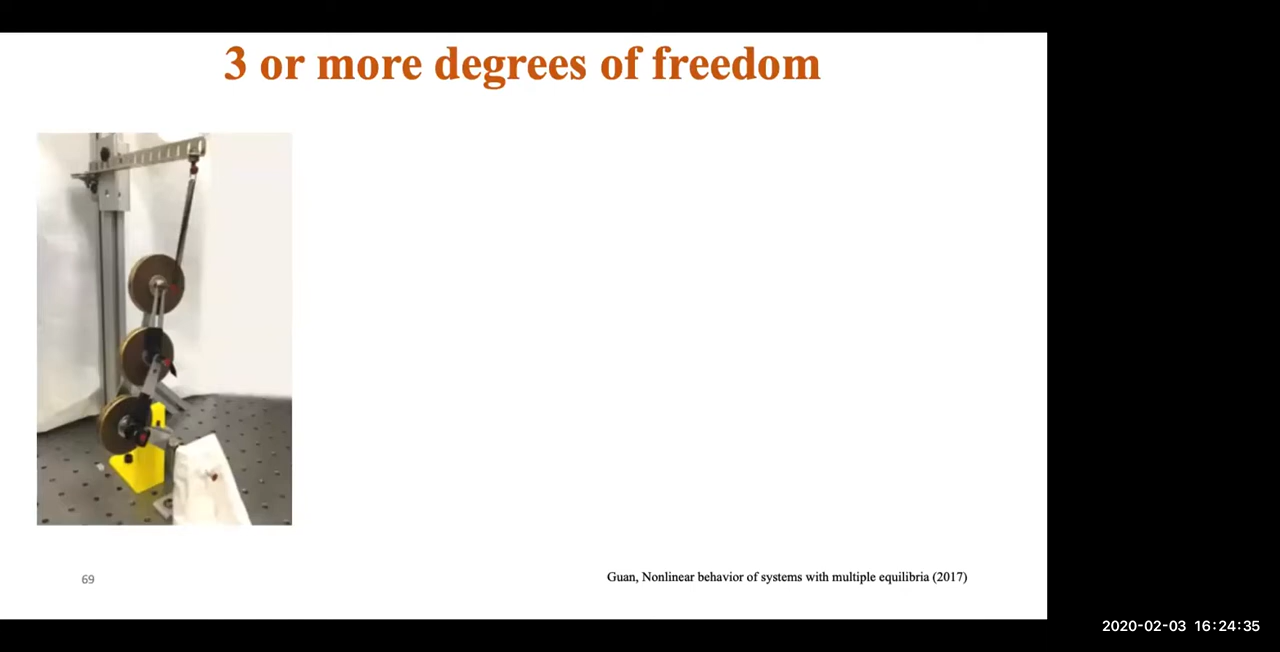 3 or more degrees of freedom
69
Guan, Nonlinear behavior of systems with multiple equilibria (2017)
2020-02-03 16:24:35